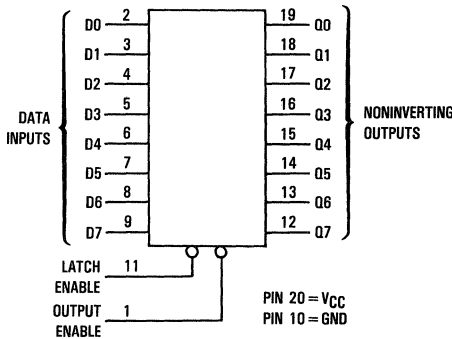 D0 2 19 Q0
D1 3 18 Q1
D2 4 17 Q2
D3 5 16 Q3
D4 6 15 Q4
D5 7 14 Q5
D6 8 13 Q6
D7 9 12 Q7
DATA
INPUTS
NONINVERTING
OUTPUTS
LATCH 11
ENABLE
OUTPUT 1
ENABLE
PIN 20 = VCC
PIN 10 = GND